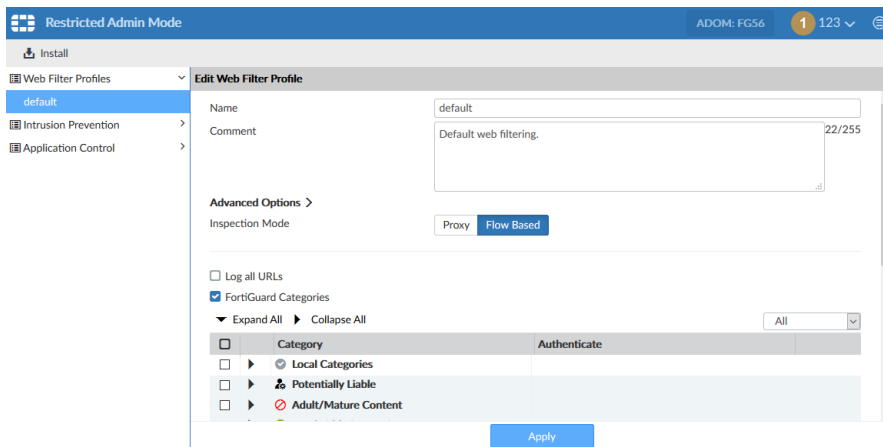 Restricted Admin Mode
ADOM: FG56
1 123
Install
Web Filter Profiles
default
Intrusion Prevention
Application Control
Edit Web Filter Profile
Name
default
Comment
Default web filtering.
22/255
Advanced Options
Inspection Mode
Proxy Flow Based
Log all URLs
FortiGuard Categories
Expand All Collapse All
All
Category Authenticate
Local Categories
Potentially Liable
Adult/Mature Content
Apply